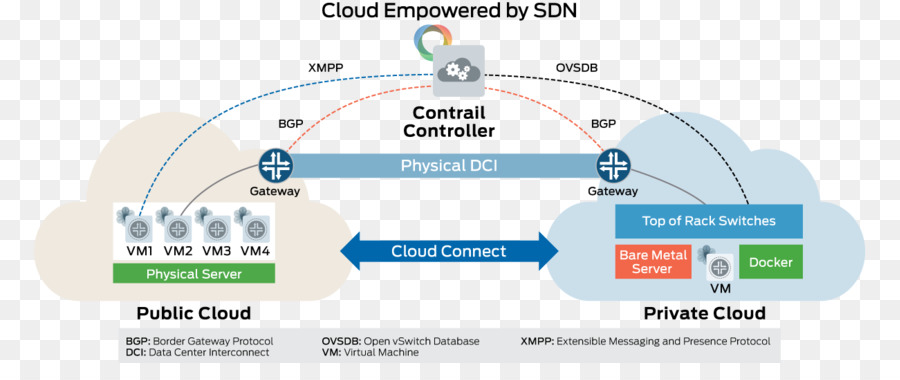 Cloud Empowered by SDN
XMPP
OVSDB
BGP
Contrail
Controller
BGP
Physical DCI
Gateway
Gateway
VM1
VM2
VM3
VM4
Physical Server
Top of Rack Switches
Cloud Connect
Bare Metal
Server
VM
Docker
Public Cloud
Private Cloud
BGP: Border Gateway Protocol
DCI: Data Center Interconnect
OVSDB: Open vSwitch Database
VM: Virtual Machine
XMPP: Extensible Messaging and Presence Protocol